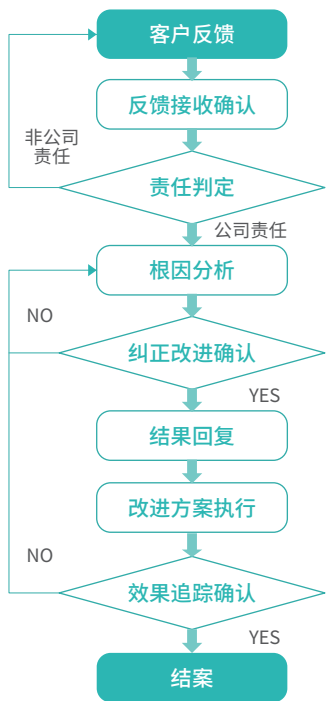 客户反馈
反馈接收确认
非公司
责任
责任判定
公司责任
根因分析
NO
纠正改进确认
YES
结果回复
改进方案执行
NO
效果追踪确认
YES
结案